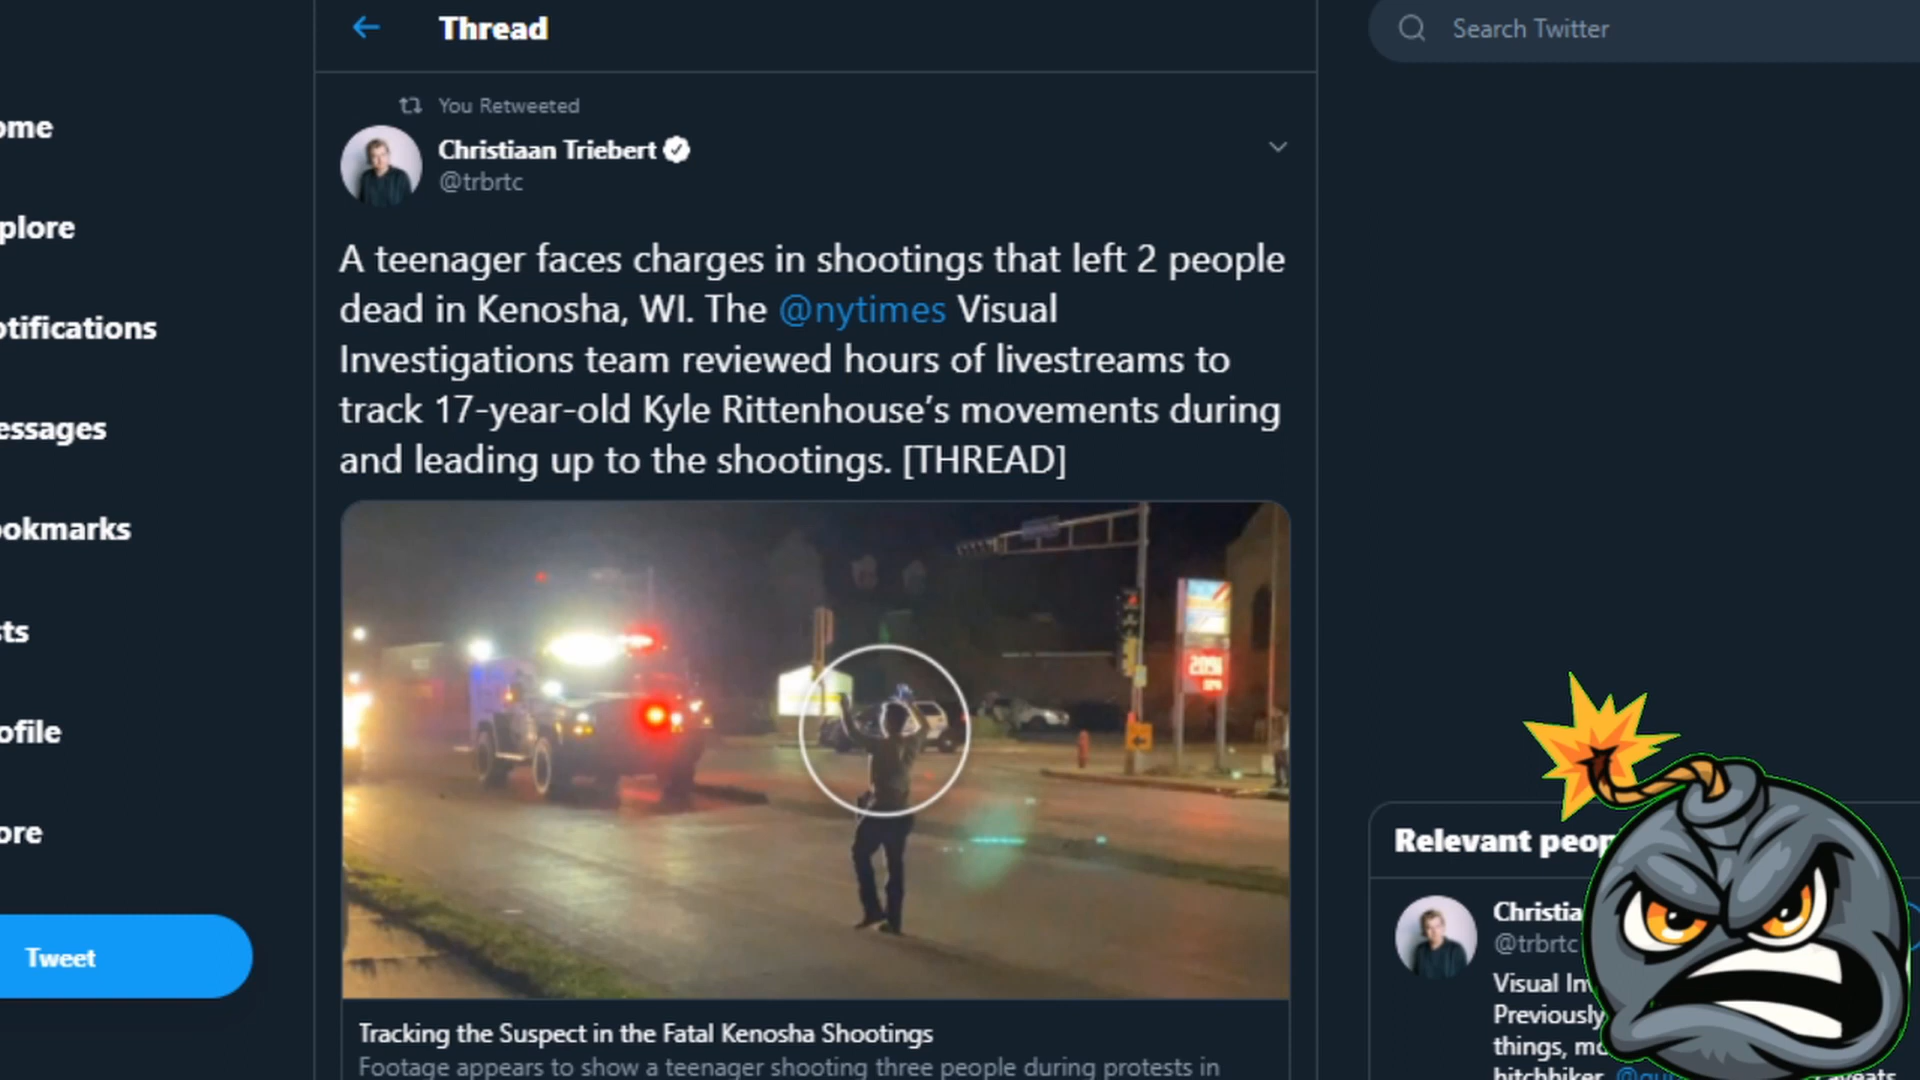 Thread
Search Twitter
You Retweeted
Christiaan Triebert
@trbrtc
ome
plore
otifications
essages
ookmarks
sts
ofile
ore
Tweet
A teenager faces charges in shootings that left 2 people
dead in Kenosha, WI. The @nytimes Visual
Investigations team reviewed hours of livestreams to
track 17-year-old Kyle Rittenhouse’s movements during
and leading up to the shootings. [THREAD]
Tracking the Suspect in the Fatal Kenosha Shootings
Footage appears to show a teenager shooting three people during protests in
Relevant peop
Christia
@trbrtc
Visual Inv
Previously
things, mo
hitchhiker.